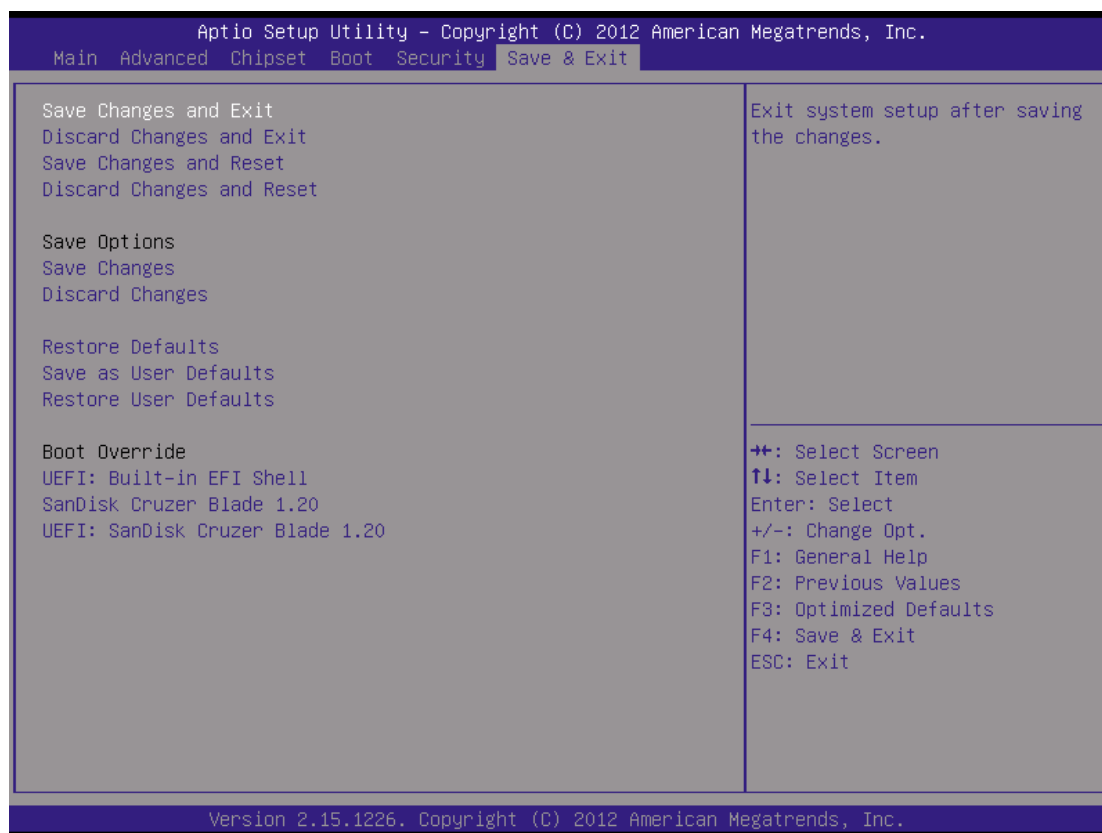 Aptio Setup Utility – Copyright (C) 2012 American Megatrends, Inc.
Main Advanced Chipset Boot Security Save & Exit
Save Changes and Exit
Discard Changes and Exit
Save Changes and Reset
Discard Changes and Reset
Save Options
Save Changes
Discard Changes
Restore Defaults
Save as User Defaults
Restore User Defaults
Boot Override
UEFI: Built-in EFI Shell
SanDisk Cruzer Blade 1.20
UEFI: SanDisk Cruzer Blade 1.20
Exit system setup after saving
the changes.
→←: Select Screen
↑↓: Select Item
Enter: Select
+/-: Change Opt.
F1: General Help
F2: Previous Values
F3: Optimized Defaults
F4: Save & Exit
ESC: Exit
Version 2.15.1226. Copyright (C) 2012 American Megatrends, Inc.